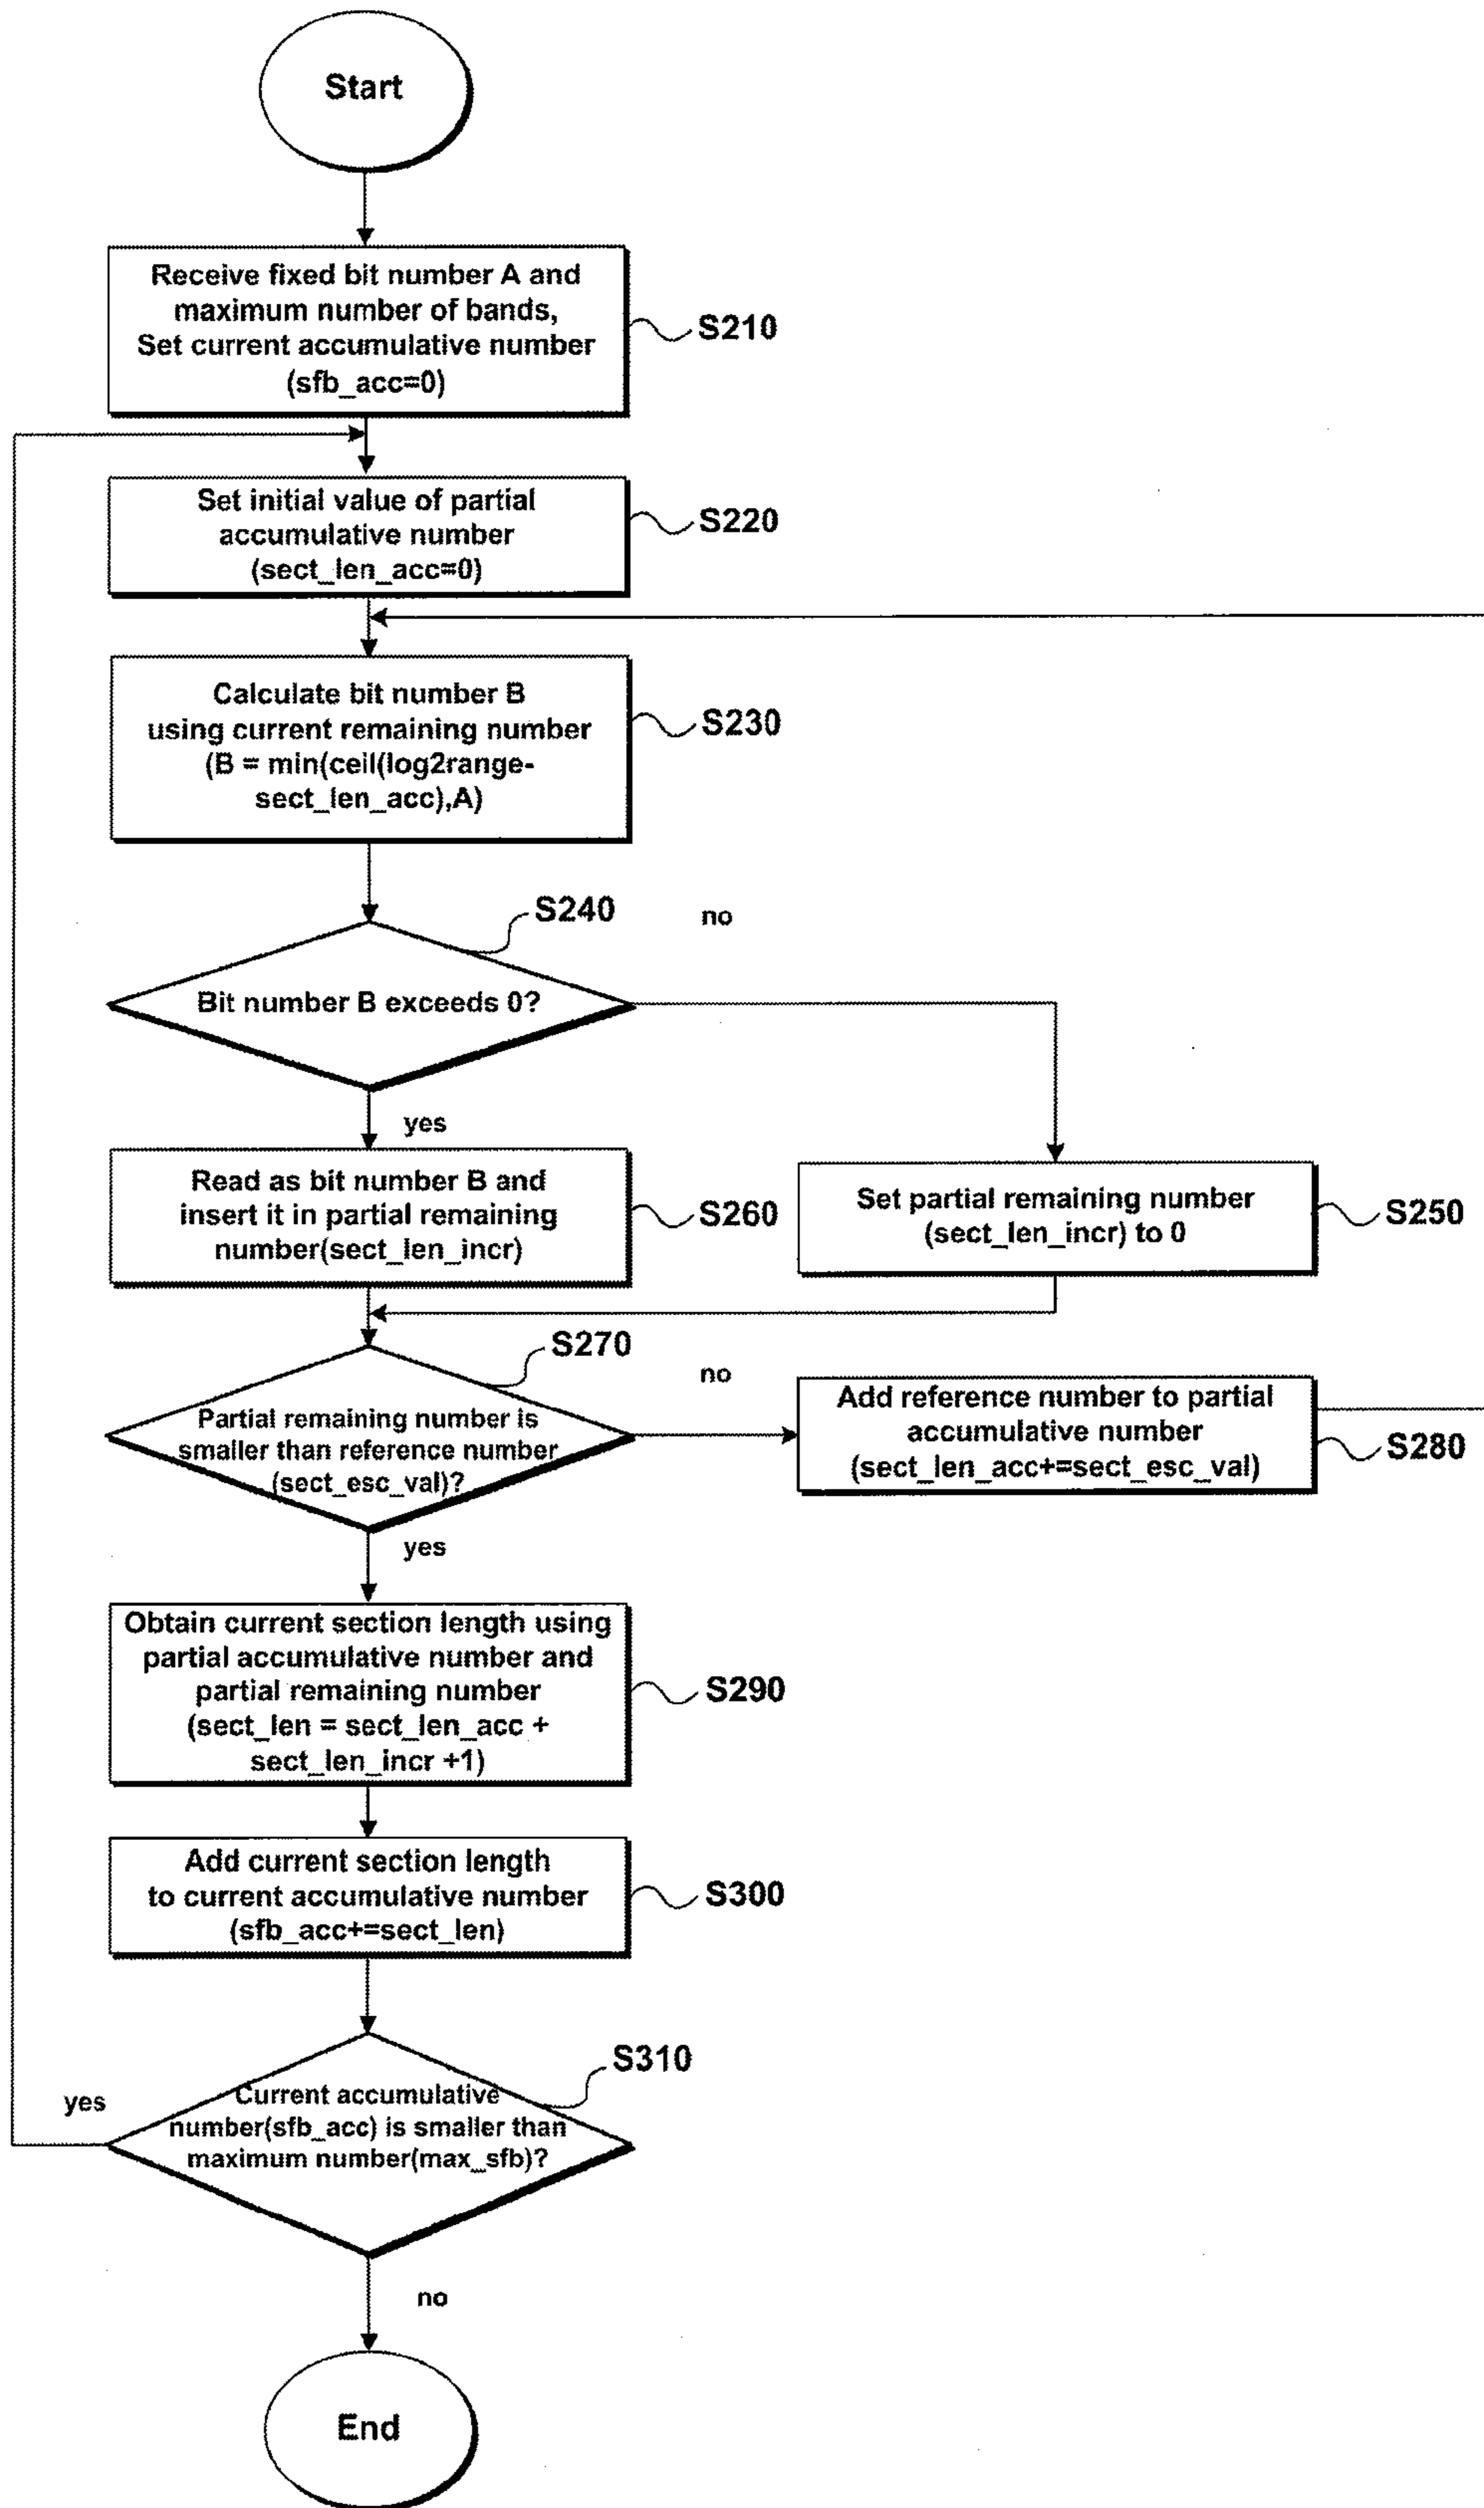 Start
Receive fixed bit number A and
maximum number of bands,
Set current accumulative number
(sfb_acc=0)
S210
Set initial value of partial
accumulative number
(sect_len_acc=0)
S220
Calculate bit number B
using current remaining number
(B = min(ceil(log2range-
sect_len_acc),A)
S230
S240
no
Bit number B exceeds 0?
yes
Read as bit number B and
insert it in partial remaining
number(sect_len_incr)
S260
Set partial remaining number
(sect_len_incr) to 0
S250
S270
no
Partial remaining number is
smaller than reference number
(sect_esc_val)?
Add reference number to partial
accumulative number
(sect_len_acc+=sect_esc_val)
S280
yes
Obtain current section length using
partial accumulative number and
partial remaining number
(sect_len = sect_len_acc +
sect_len_incr +1)
S290
Add current section length
to current accumulative number
(sfb_acc+=sect_len)
S300
S310
yes
Current accumulative
number(sfb_acc) is smaller than
maximum number(max_sfb)?
no
End